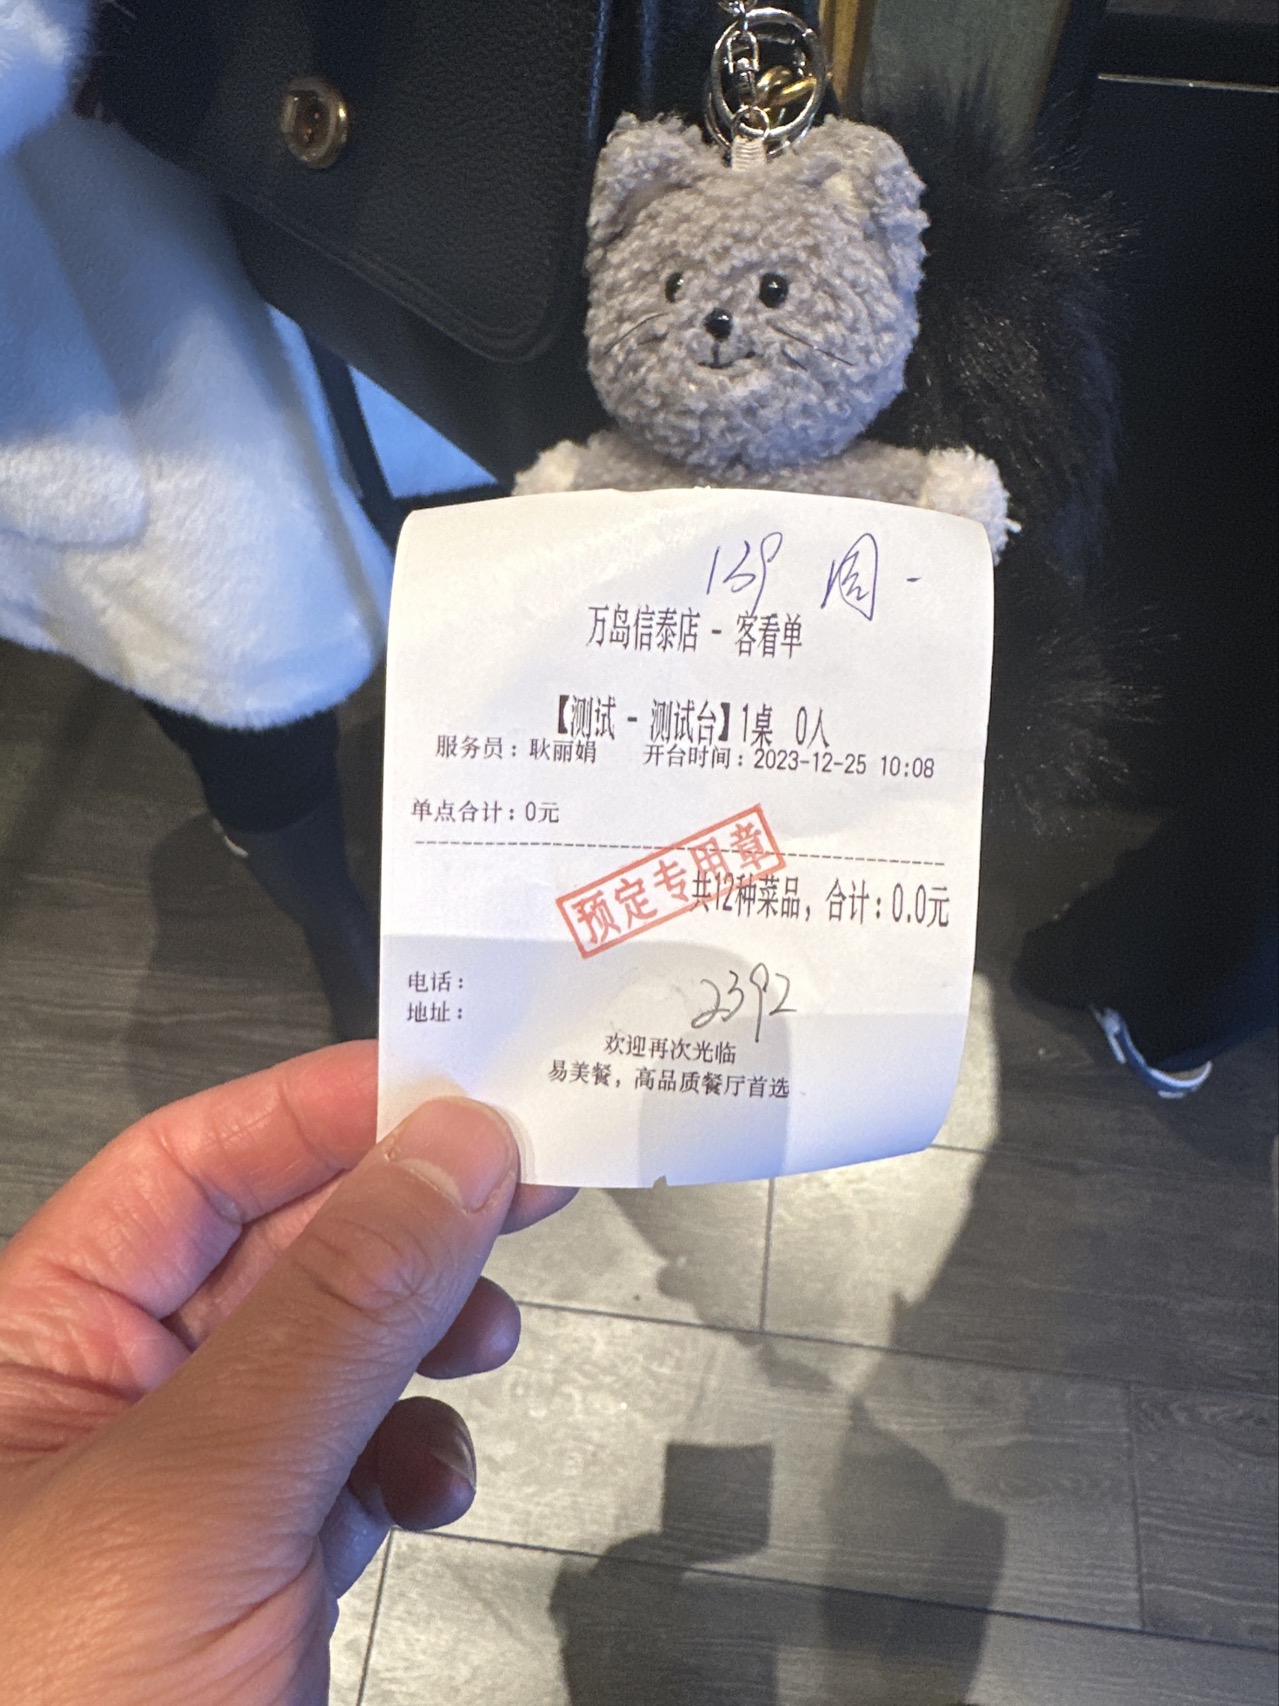 139 周一
万岛信泰店 - 客看单
【测试 - 测试台】1桌 0人
服务员：耿丽娟 开台时间：2023-12-25 10:08
单点合计：0元
预定专用章
共12种菜品，合计：0.0元
电话：
地址：
2392
欢迎再次光临
易美餐，高品质餐厅首选